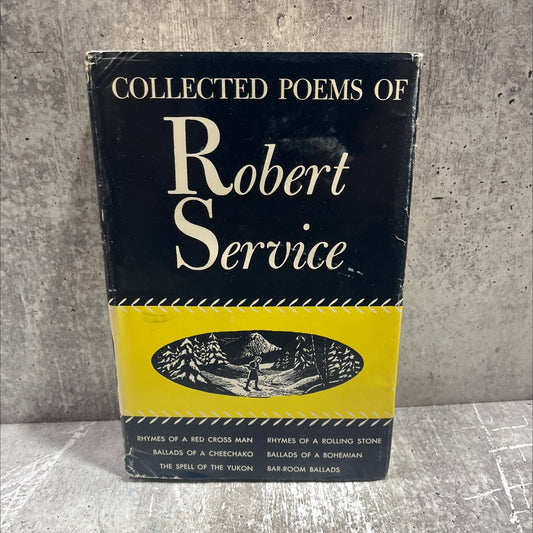 COLLECTED POEMS OF
Robert
Service
RHYMES OF A RED CROSS MAN RHYMES OF A ROLLING STONE
BALLADS OF A CHEECHAKO BALLADS OF A BOHEMIAN
THE SPELL OF THE YUKON BAR-ROOM BALLADS